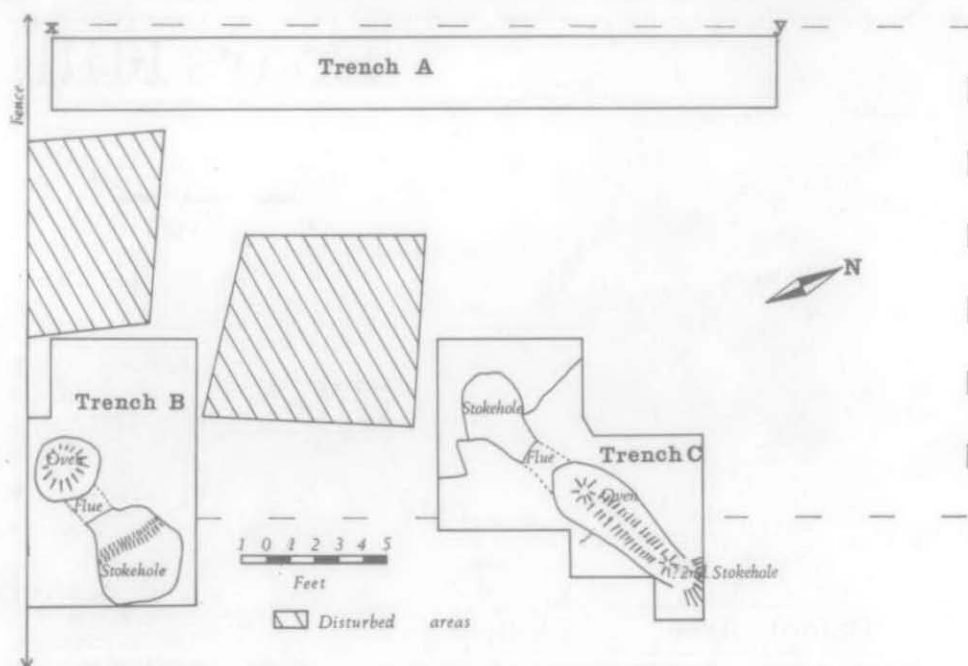 x y
Trench A
Fence
N
Trench B
Stokehole
Oven
Flue
Flue
Trench C
Oven
Stokehole
? 2nd Stokehole
1 0 1 2 3 4 5
Feet
Disturbed areas